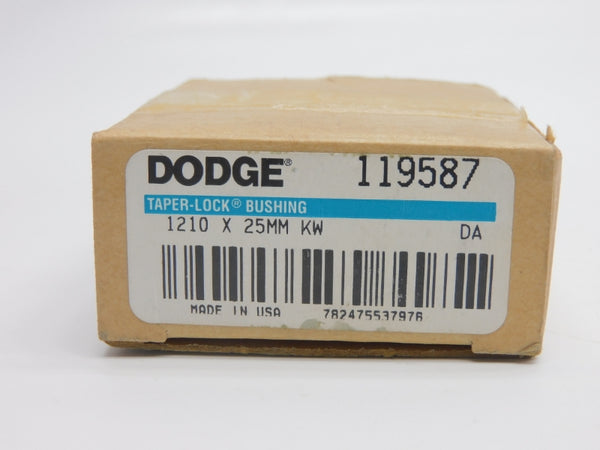 DODGE® 119587
TAPER-LOCK® BUSHING
1210 X 25MM KW DA
MADE IN USA 782475537976